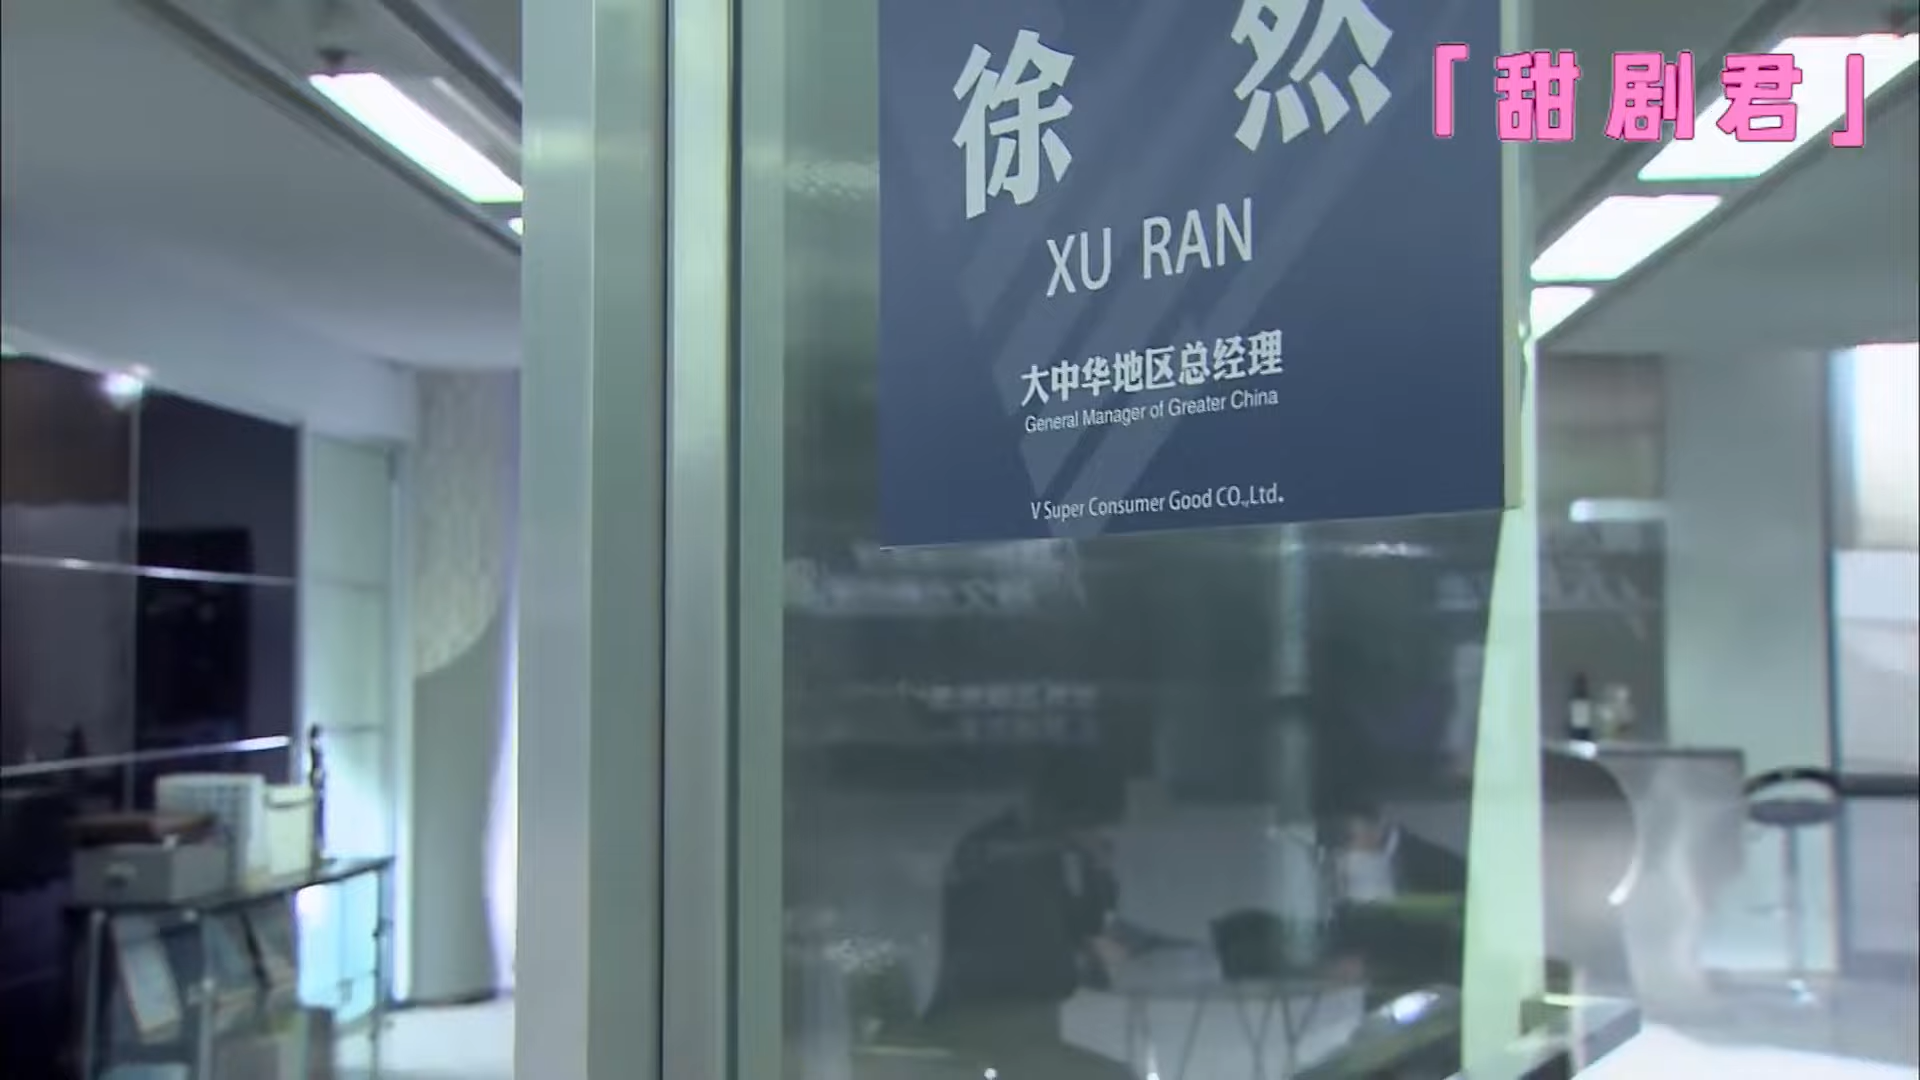 「甜剧君」
徐 然
XU RAN
大中华地区总经理
General Manager of Greater China
V Super Consumer Good CO.,Ltd.